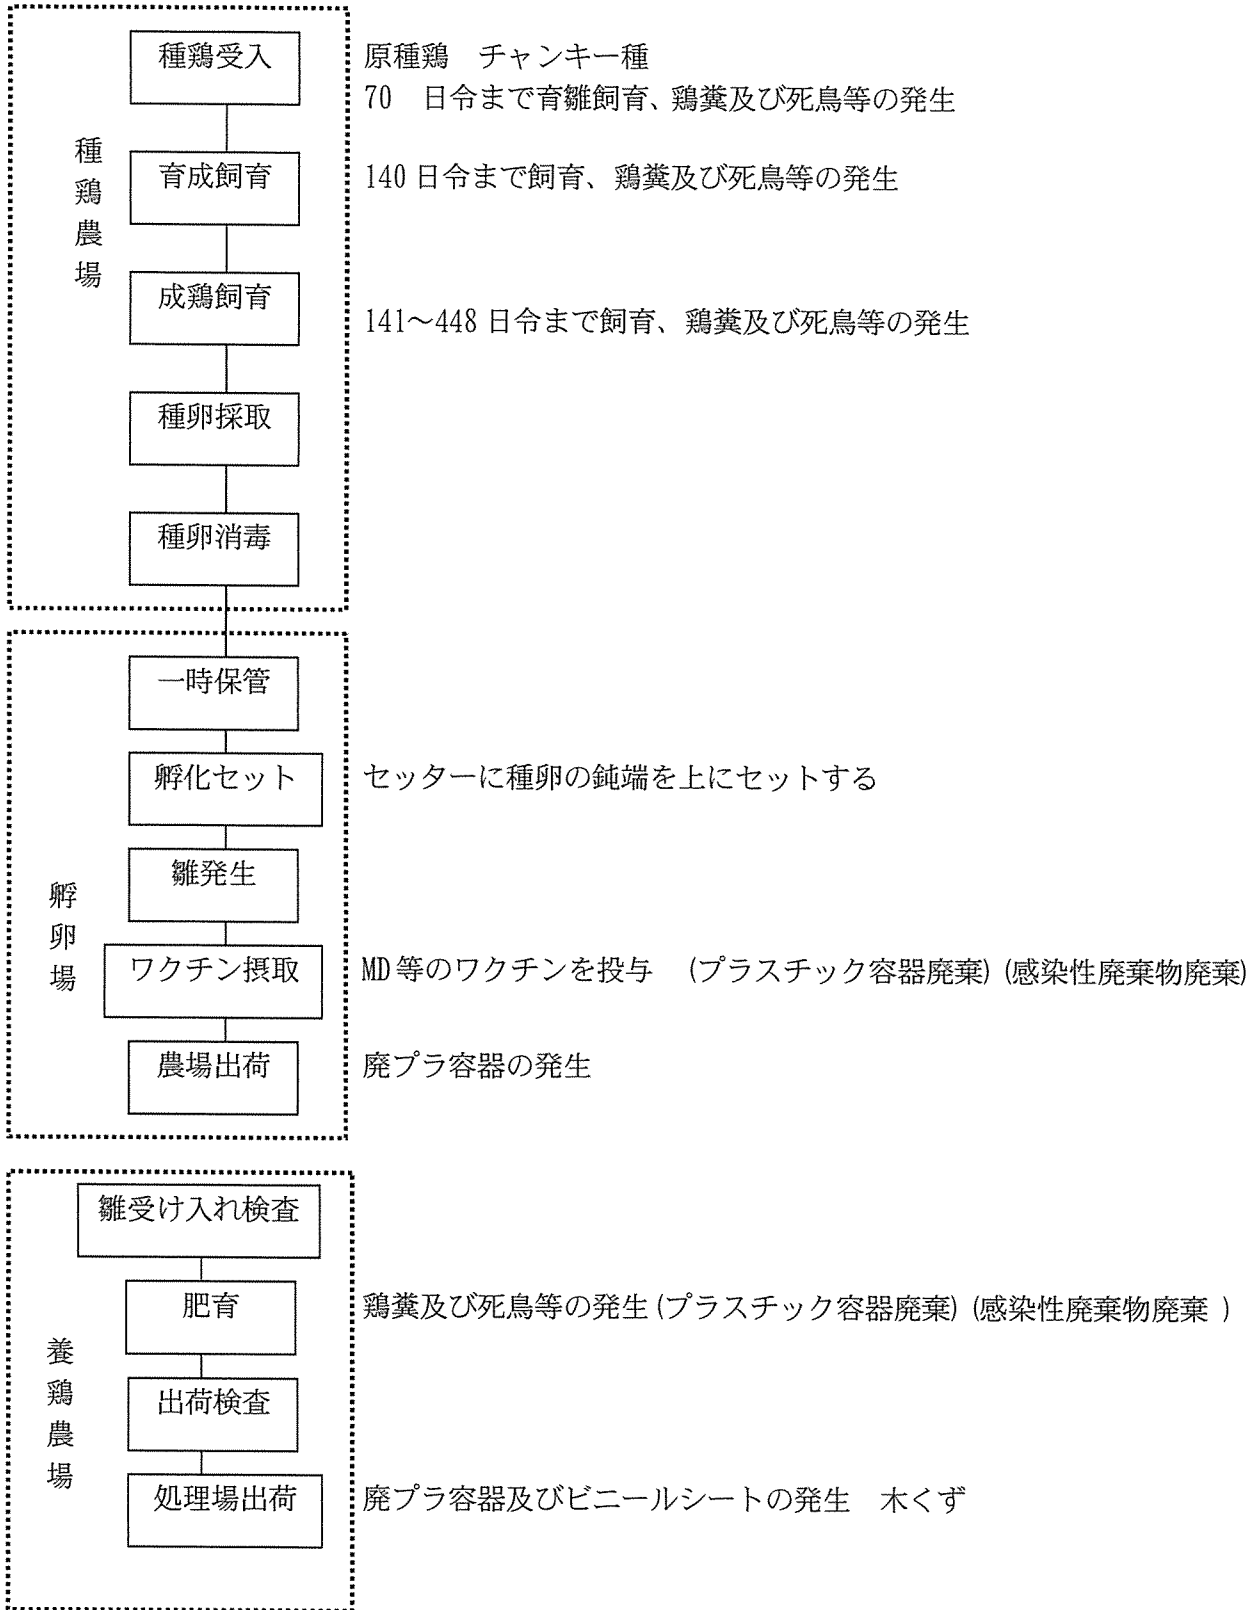 種鶏農場
種鶏受入
原種鶏　チャンキー種
70　日令まで育雛飼育、鶏糞及び死鳥等の発生
育成飼育
140 日令まで飼育、鶏糞及び死鳥等の発生
成鶏飼育
141～448 日令まで飼育、鶏糞及び死鳥等の発生
種卵採取
種卵消毒
孵卵場
一時保管
孵化セット
セッターに種卵の鈍端を上にセットする
雛発生
ワクチン摂取
MD 等のワクチンを投与　(プラスチック容器廃棄) (感染性廃棄物廃棄)
農場出荷
廃プラ容器の発生
養鶏農場
雛受け入れ検査
肥育
鶏糞及び死鳥等の発生 (プラスチック容器廃棄) (感染性廃棄物廃棄 )
出荷検査
処理場出荷
廃プラ容器及びビニールシートの発生　木くず